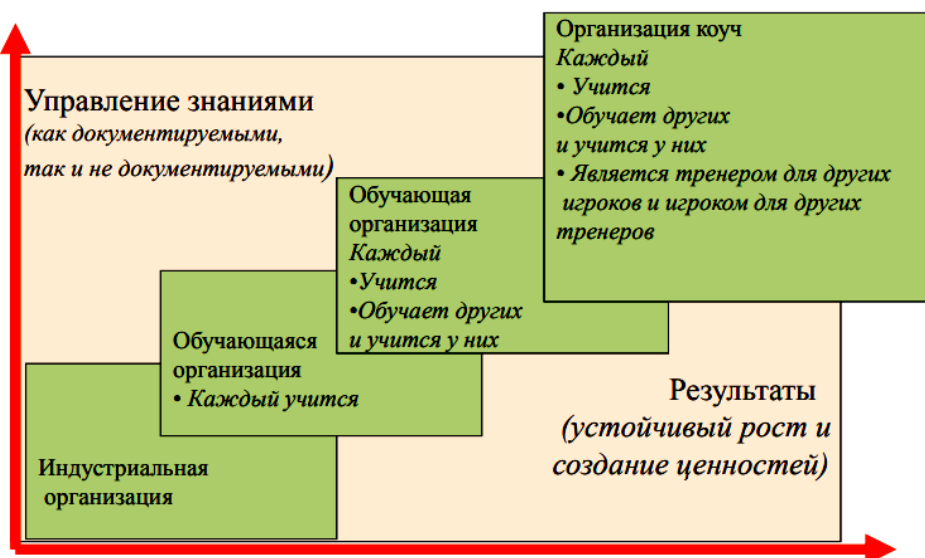 Управление знаниями
(как документируемыми,
так и не документируемыми)
Организация коуч
Каждый
• Учится
•Обучает других
и учится у них
• Является тренером для других
игроков и игроком для других
тренеров
Обучающая
организация
Каждый
•Учится
•Обучает других
и учится у них
Обучающаяся
организация
• Каждый учится
Индустриальная
организация
Результаты
(устойчивый рост и
создание ценностей)